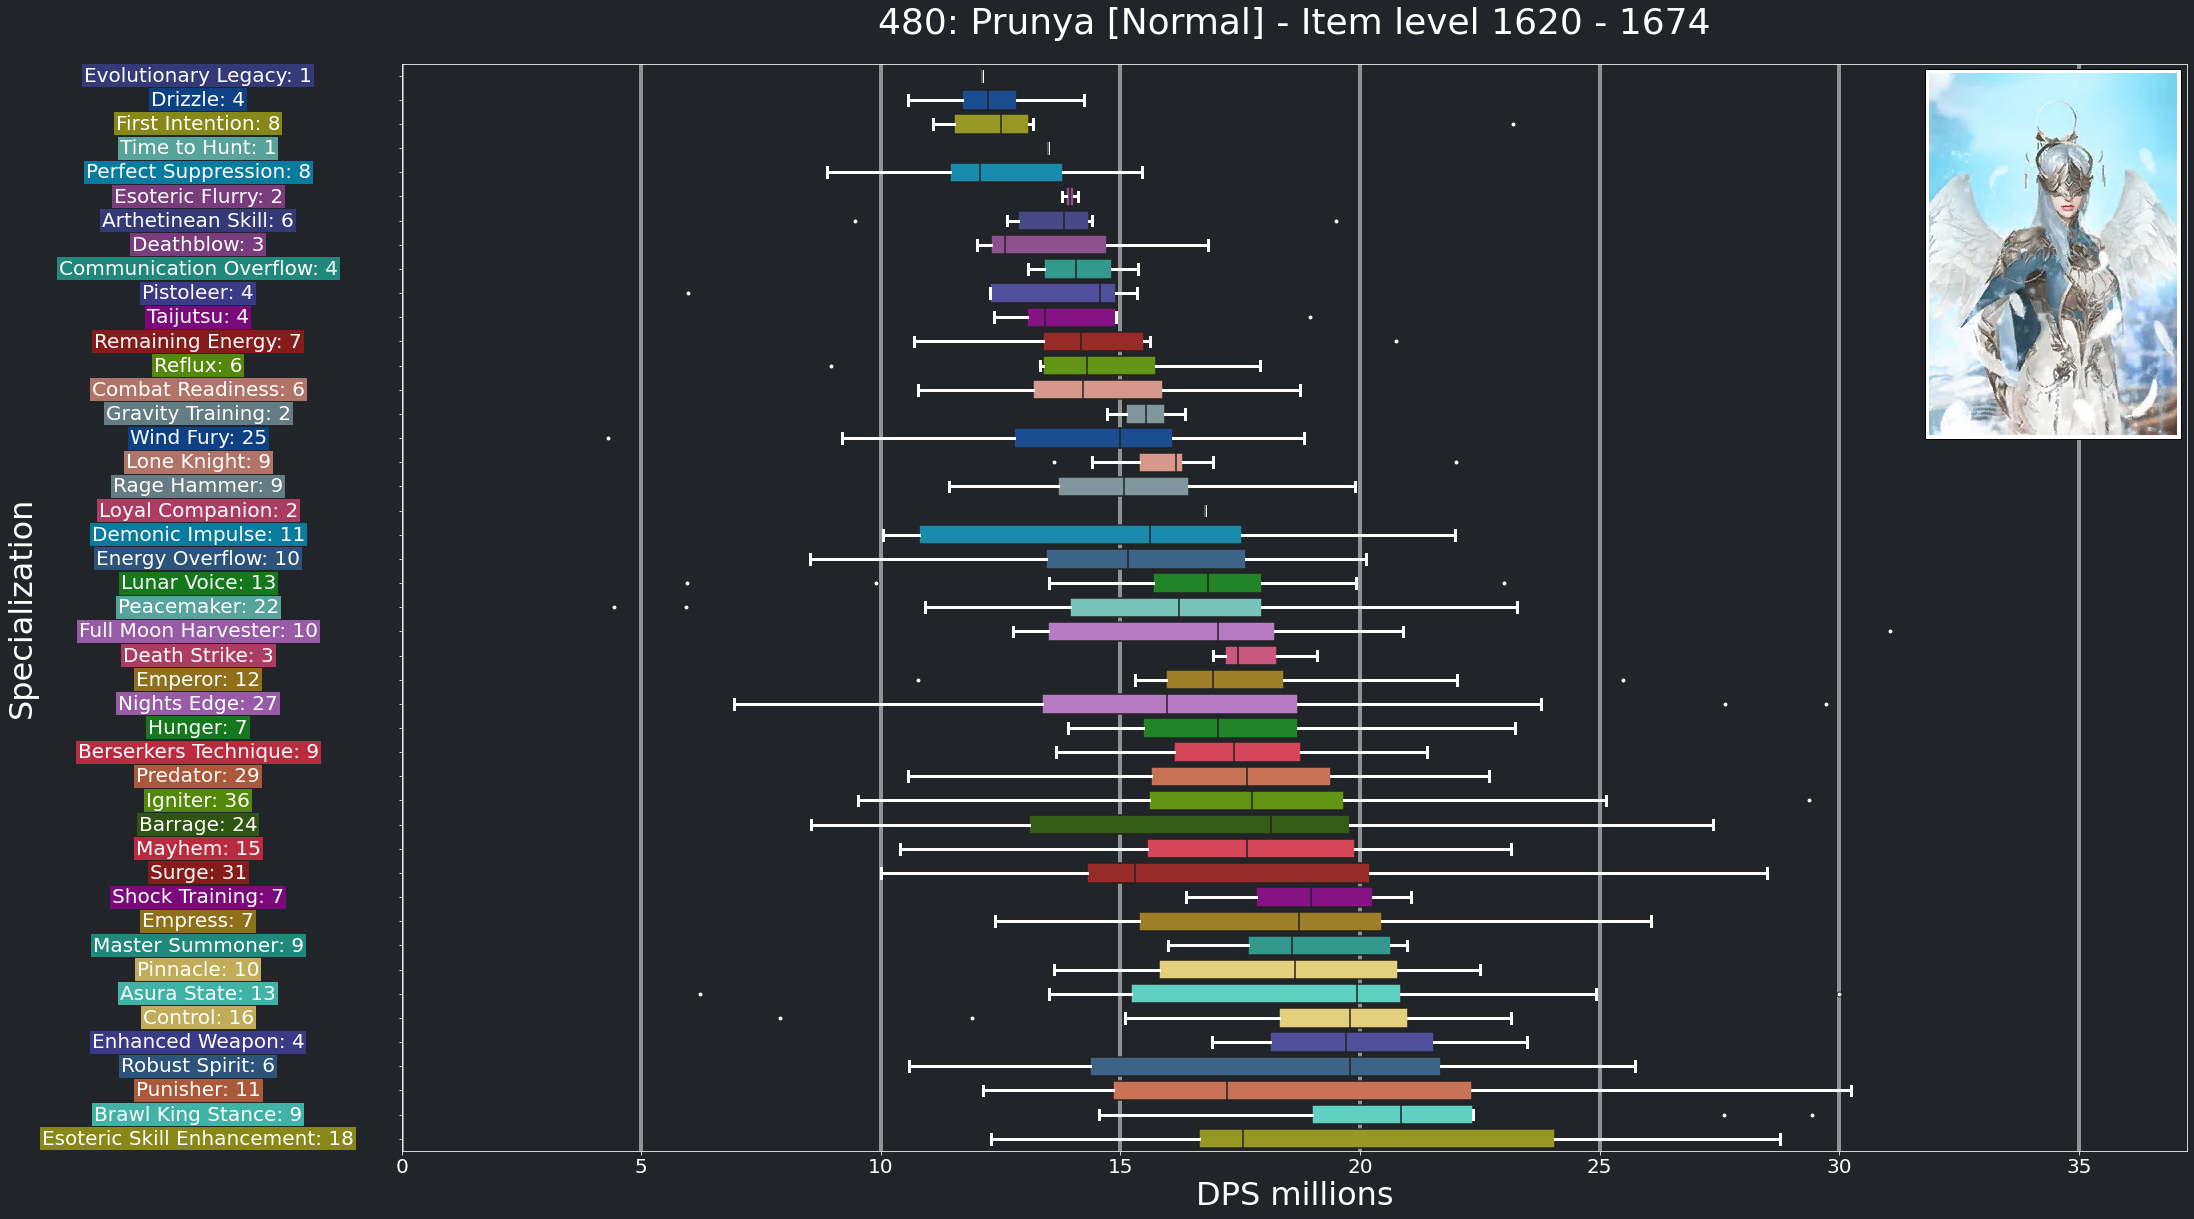 480: Prunya [Normal] - Item level 1620 - 1674
Evolutionary Legacy: 1
Drizzle: 4
First Intention: 8
Time to Hunt: 1
Perfect Suppression: 8
Esoteric Flurry: 2
Arthetinean Skill: 6
Deathblow: 3
Communication Overflow: 4
Pistoleer: 4
Taijutsu: 4
Remaining Energy: 7
Reflux: 6
Combat Readiness: 6
Gravity Training: 2
Wind Fury: 25
Lone Knight: 9
Rage Hammer: 9
Loyal Companion: 2
Demonic Impulse: 11
Energy Overflow: 10
Lunar Voice: 13
Peacemaker: 22
Full Moon Harvester: 10
Death Strike: 3
Emperor: 12
Nights Edge: 27
Hunger: 7
Berserkers Technique: 9
Predator: 29
Igniter: 36
Barrage: 24
Mayhem: 15
Surge: 31
Shock Training: 7
Empress: 7
Master Summoner: 9
Pinnacle: 10
Asura State: 13
Control: 16
Enhanced Weapon: 4
Robust Spirit: 6
Punisher: 11
Brawl King Stance: 9
Esoteric Skill Enhancement: 18
Specialization
0 5 10 15 20 25 30 35
DPS millions